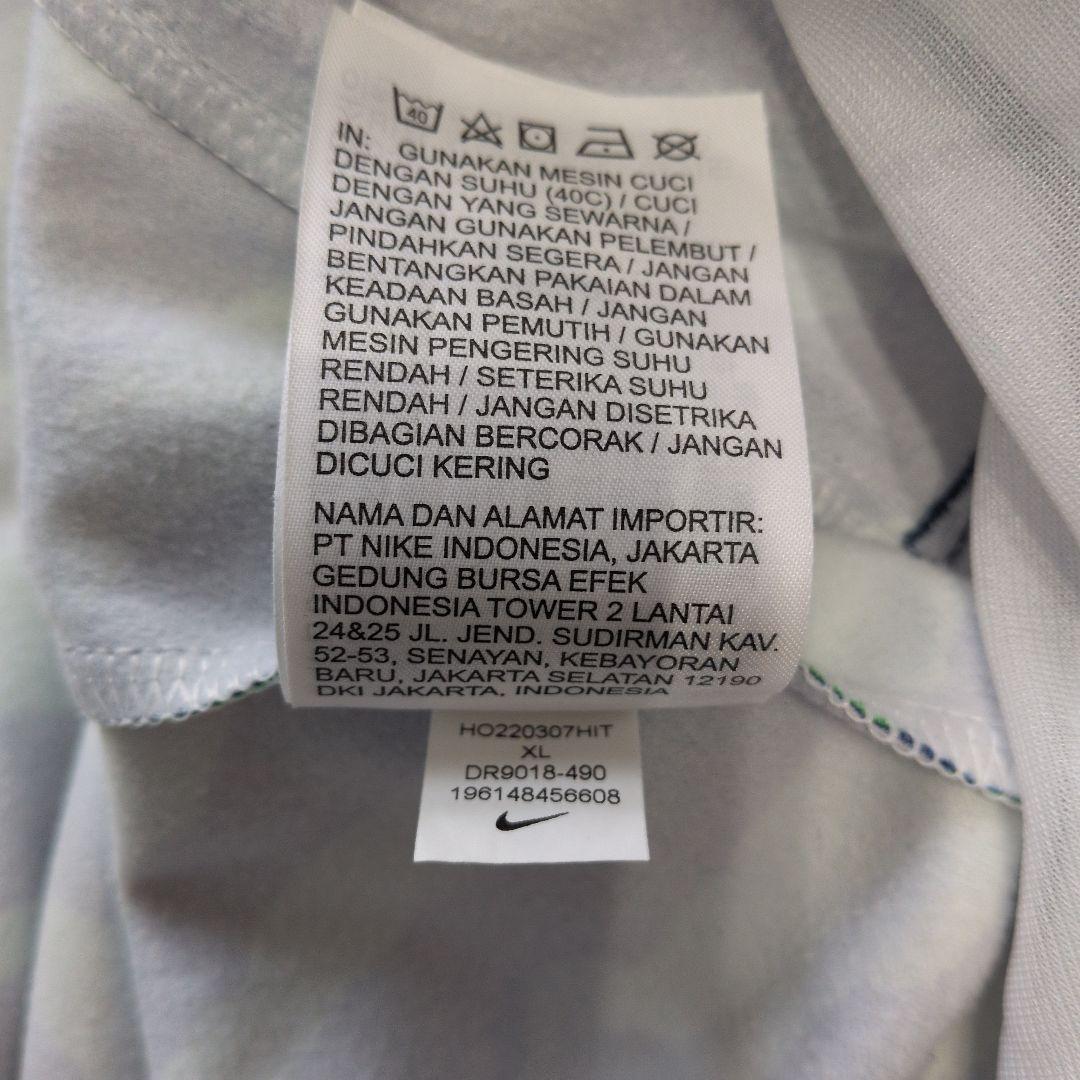 40
IN: GUNAKAN MESIN CUCI
DENGAN SUHU (40C) / CUCI
DENGAN YANG SEWARNA /
JANGAN GUNAKAN PELEMBUT /
PINDAHKAN SEGERA / JANGAN
BENTANGKAN PAKAIAN DALAM
KEADAAN BASAH / JANGAN
GUNAKAN PEMUTIH / GUNAKAN
MESIN PENGERING SUHU
RENDAH / SETERIKA SUHU
RENDAH / JANGAN DISETRIKA
DIBAGIAN BERCORAK / JANGAN
DICUCI KERING
NAMA DAN ALAMAT IMPORTIR:
PT NIKE INDONESIA, JAKARTA
GEDUNG BURSA EFEK
INDONESIA TOWER 2 LANTAI
24&25 JL. JEND. SUDIRMAN KAV.
52-53, SENAYAN, KEBAYORAN
BARU, JAKARTA SELATAN 12190
DKI JAKARTA, INDONESIA
HO220307HIT
XL
DR9018-490
196148456608